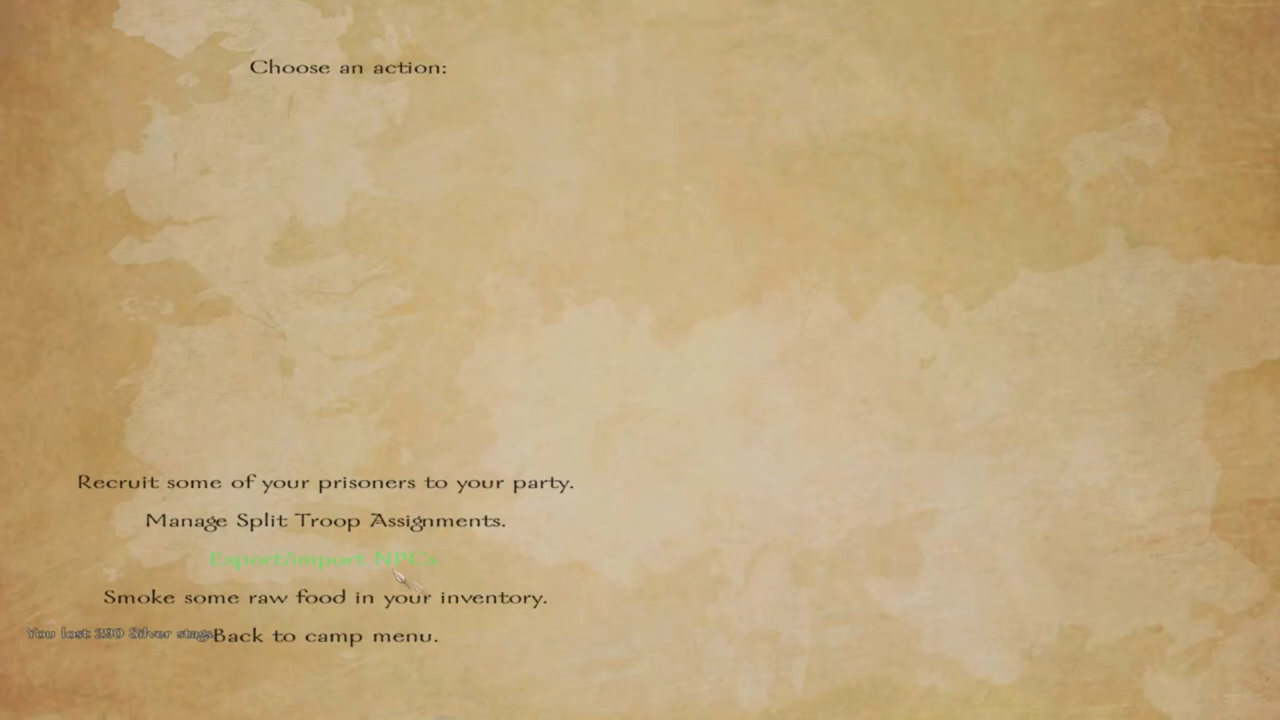 Choose an action:
Recruit some of your prisoners to your party.
Manage Split Troop Assignments.
Export/import NPCs
Smoke some raw food in your inventory.
You lost 290 Silver stags
Back to camp menu.